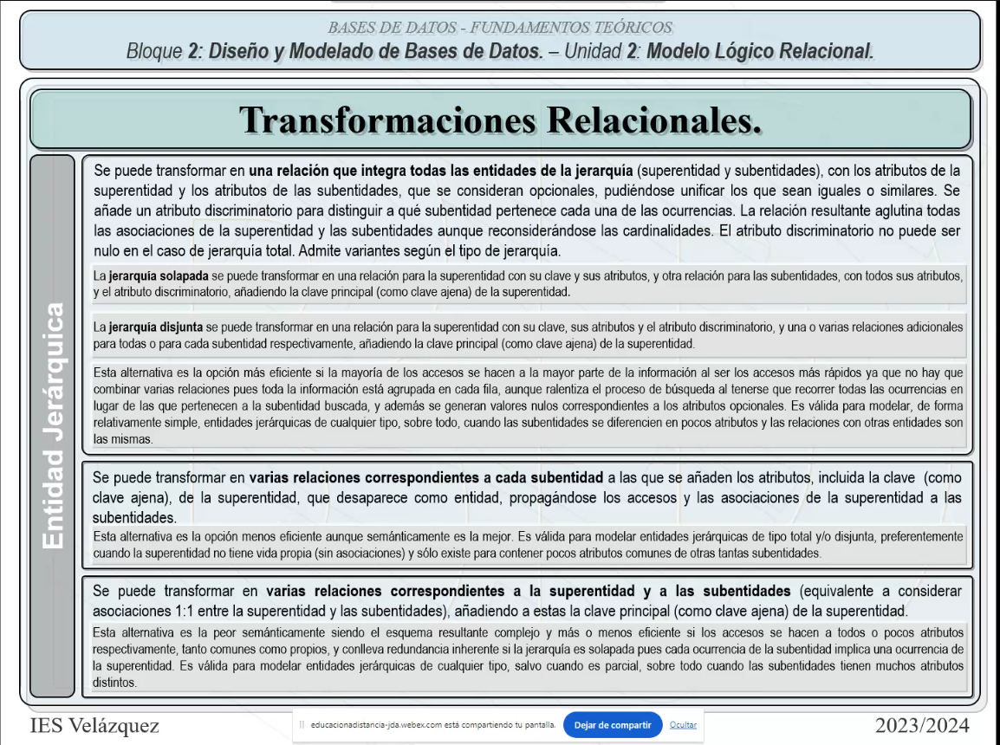 BASES DE DATOS - FUNDAMENTOS TEÓRICOS
Bloque 2: Diseño y Modelado de Bases de Datos. – Unidad 2: Modelo Lógico Relacional.
Transformaciones Relacionales.
Entidad Jerárquica
Se puede transformar en una relación que integra todas las entidades de la jerarquía (superentidad y subentidades), con los atributos de la
superentidad y los atributos de las subentidades, que se consideran opcionales, pudiéndose unificar los que sean iguales o similares. Se
añade un atributo discriminatorio para distinguir a qué subentidad pertenece cada una de las ocurrencias. La relación resultante aglutina todas
las asociaciones de la superentidad y las subentidades aunque reconsiderándose las cardinalidades. El atributo discriminatorio no puede ser
nulo en el caso de jerarquía total. Admite variantes según el tipo de jerarquía.
La jerarquía solapada se puede transformar en una relación para la superentidad con su clave y sus atributos, y otra relación para las subentidades, con todos sus atributos,
y el atributo discriminatorio, añadiendo la clave principal (como clave ajena) de la superentidad.
La jerarquía disjunta se puede transformar en una relación para la superentidad con su clave, sus atributos y el atributo discriminatorio, y una o varias relaciones adicionales
para todas o para cada subentidad respectivamente, añadiendo la clave principal (como clave ajena) de la superentidad.
Esta alternativa es la opción más eficiente si la mayoría de los accesos se hacen a la mayor parte de la información al ser los accesos más rápidos ya que no hay que
combinar varias relaciones pues toda la información está agrupada en cada fila, aunque ralentiza el proceso de búsqueda al tenerse que recorrer todas las ocurrencias en
lugar de las que pertenecen a la subentidad buscada, y además se generan valores nulos correspondientes a los atributos opcionales. Es válida para modelar, de forma
relativamente simple, entidades jerárquicas de cualquier tipo, sobre todo, cuando las subentidades se diferencien en pocos atributos y las relaciones con otras entidades son
las mismas.
Se puede transformar en varias relaciones correspondientes a cada subentidad a las que se añaden los atributos, incluida la clave (como
clave ajena), de la superentidad, que desaparece como entidad, propagándose los accesos y las asociaciones de la superentidad a las
subentidades.
Esta alternativa es la opción menos eficiente aunque semánticamente es la mejor. Es válida para modelar entidades jerárquicas de tipo total y/o disjunta, preferentemente
cuando la superentidad no tiene vida propia (sin asociaciones) y sólo existe para contener pocos atributos comunes de otras tantas subentidades.
Se puede transformar en varias relaciones correspondientes a la superentidad y a las subentidades (equivalente a considerar
asociaciones 1:1 entre la superentidad y las subentidades), añadiendo a estas la clave principal (como clave ajena) de la superentidad.
Esta alternativa es la peor semánticamente siendo el esquema resultante complejo y más o menos eficiente si los accesos se hacen a todos o pocos atributos
respectivamente, tanto comunes como propios, y conlleva redundancia inherente si la jerarquía es solapada pues cada ocurrencia de la subentidad implica una ocurrencia de
la superentidad. Es válida para modelar entidades jerárquicas de cualquier tipo, salvo cuando es parcial, sobre todo cuando las subentidades tienen muchos atributos
distintos.
IES Velázquez
educacionadistancia-jda.webex.com está compartiendo tu pantalla.
Dejar de compartir
Ocultar
2023/2024